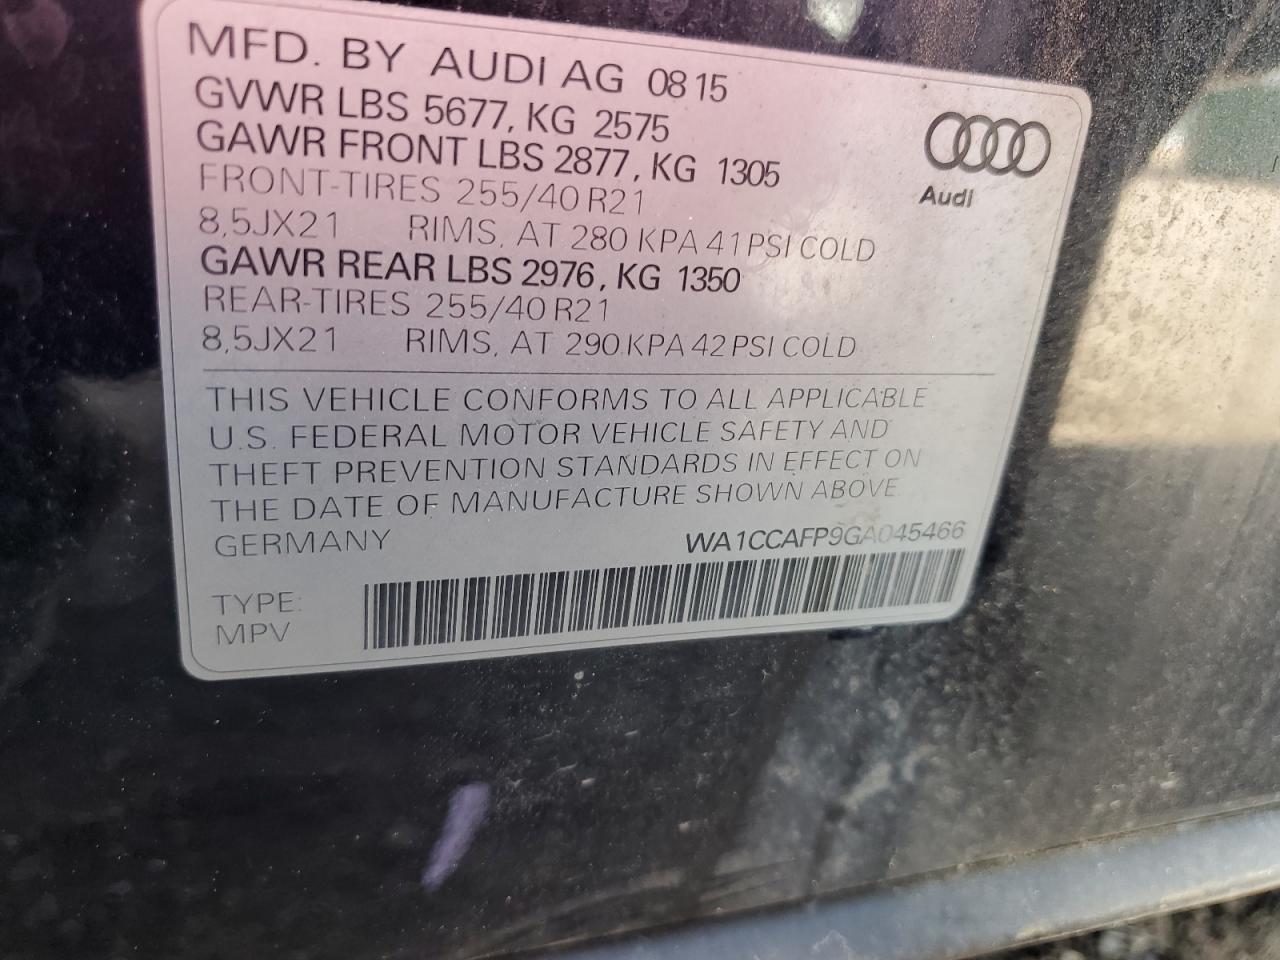 MFD. BY AUDI AG 08 15
GVWR LBS 5677, KG 2575
GAWR FRONT LBS 2877, KG 1305
FRONT-TIRES 255/40 R21
8,5JX21 RIMS, AT 280 KPA 41 PSI COLD
GAWR REAR LBS 2976, KG 1350
REAR-TIRES 255/40 R21
8,5JX21 RIMS, AT 290 KPA 42 PSI COLD
Audi
THIS VEHICLE CONFORMS TO ALL APPLICABLE
U.S. FEDERAL MOTOR VEHICLE SAFETY AND
THEFT PREVENTION STANDARDS IN EFFECT ON
THE DATE OF MANUFACTURE SHOWN ABOVE
GERMANY WA1CCAFP9GA045466
TYPE:
MPV